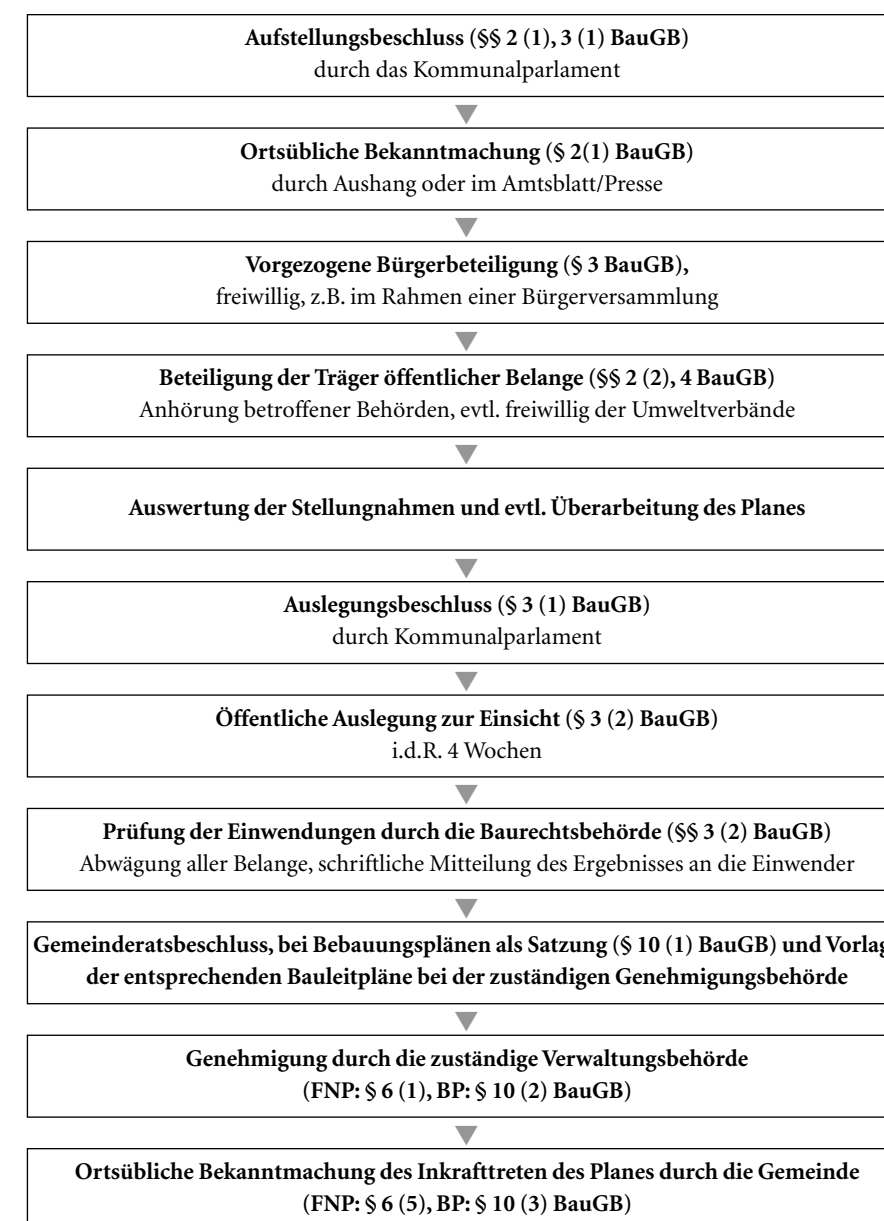 Aufstellungsbeschluss (§§ 2 (1), 3 (1) BauGB)
durch das Kommunalparlament
Ortsübliche Bekanntmachung (§ 2(1) BauGB)
durch Aushang oder im Amtsblatt/Presse
Vorgezogene Bürgerbeteiligung (§ 3 BauGB),
freiwillig, z.B. im Rahmen einer Bürgerversammlung
Beteiligung der Träger öffentlicher Belange (§§ 2 (2), 4 BauGB)
Anhörung betroffener Behörden, evtl. freiwillig der Umweltverbände
Auswertung der Stellungnahmen und evtl. Überarbeitung des Planes
Auslegungsbeschluss (§ 3 (1) BauGB)
durch Kommunalparlament
Öffentliche Auslegung zur Einsicht (§ 3 (2) BauGB)
i.d.R. 4 Wochen
Prüfung der Einwendungen durch die Baurechtsbehörde (§§ 3 (2) BauGB)
Abwägung aller Belange, schriftliche Mitteilung des Ergebnisses an die Einwender
Gemeinderatsbeschluss, bei Bebauungsplänen als Satzung (§ 10 (1) BauGB) und Vorlag
der entsprechenden Bauleitpläne bei der zuständigen Genehmigungsbehörde
Genehmigung durch die zuständige Verwaltungsbehörde
(FNP: § 6 (1), BP: § 10 (2) BauGB)
Ortsübliche Bekanntmachung des Inkrafttreten des Planes durch die Gemeinde
(FNP: § 6 (5), BP: § 10 (3) BauGB)